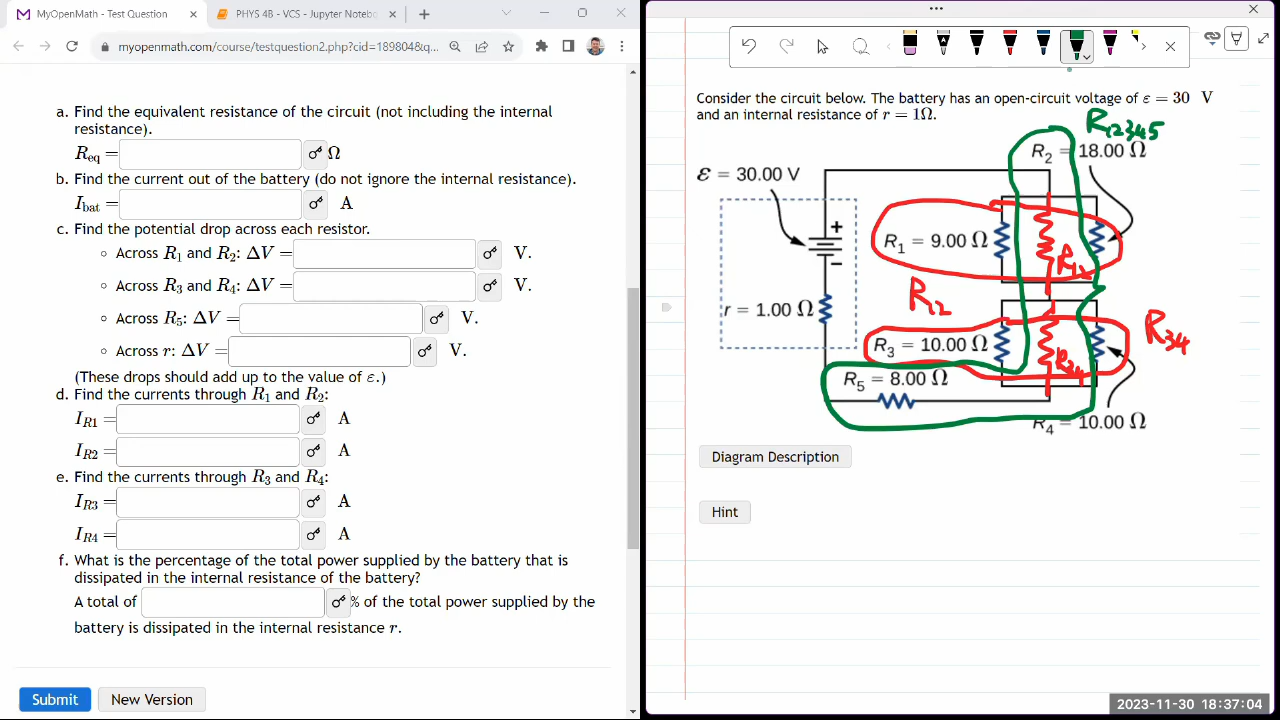 MyOpenMath - Test Question
PHYS 4B - VCS - Jupyter Notebo
myopenmath.com/course/testquestion2.php?cid=189804&q...
a. Find the equivalent resistance of the circuit (not including the internal
resistance).
Req = Ω
b. Find the current out of the battery (do not ignore the internal resistance).
Ibat = A
c. Find the potential drop across each resistor.
Across R1 and R2: ΔV = V.
Across R3 and R4: ΔV = V.
Across R5: ΔV = V.
Across r: ΔV = V.
(These drops should add up to the value of ε.)
d. Find the currents through R1 and R2:
IR1 = A
IR2 = A
e. Find the currents through R3 and R4:
IR3 = A
IR4 = A
f. What is the percentage of the total power supplied by the battery that is
dissipated in the internal resistance of the battery?
A total of % of the total power supplied by the
battery is dissipated in the internal resistance r.
Submit New Version
Consider the circuit below. The battery has an open-circuit voltage of ε = 30 V
and an internal resistance of r = 1Ω.
R12345
R2 = 18.00 Ω
ε = 30.00 V
+
R1 = 9.00 Ω
R12
−
R12
r = 1.00 Ω
R34
R3 = 10.00 Ω
R34
R5 = 8.00 Ω
R4 = 10.00 Ω
Diagram Description
Hint
2023-11-30 18:37:04